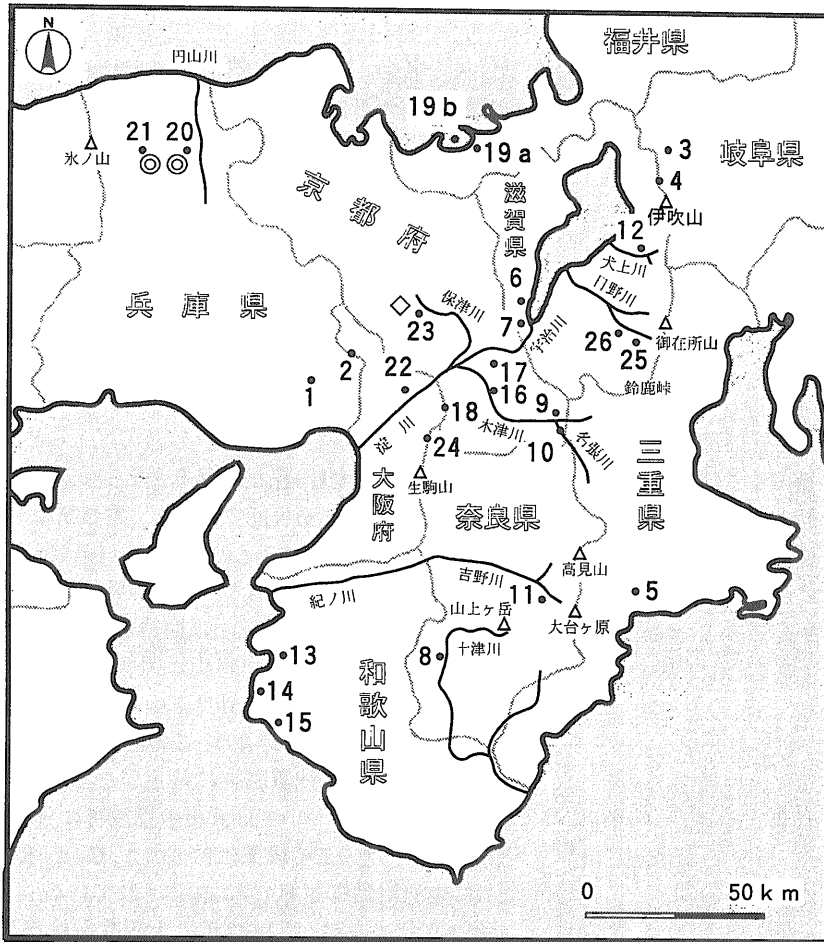 N
円山川
福井県
19b
19a
21
20
氷ノ山
3
岐阜県
4
伊吹山
京都府
滋賀県
12
犬上川
日野川
6
兵庫県
保津川
7
宇治川
23
26
25
御在所山
鈴鹿峠
2
1
22
17
16
9
18
木津川
10
名張川
淀川
24
大阪府
生駒山
奈良県
三重県
高見山
吉野川
紀ノ川
11
5
山上ヶ岳
大台ヶ原
8
十津川
13
14
15
和歌山県
0
50km